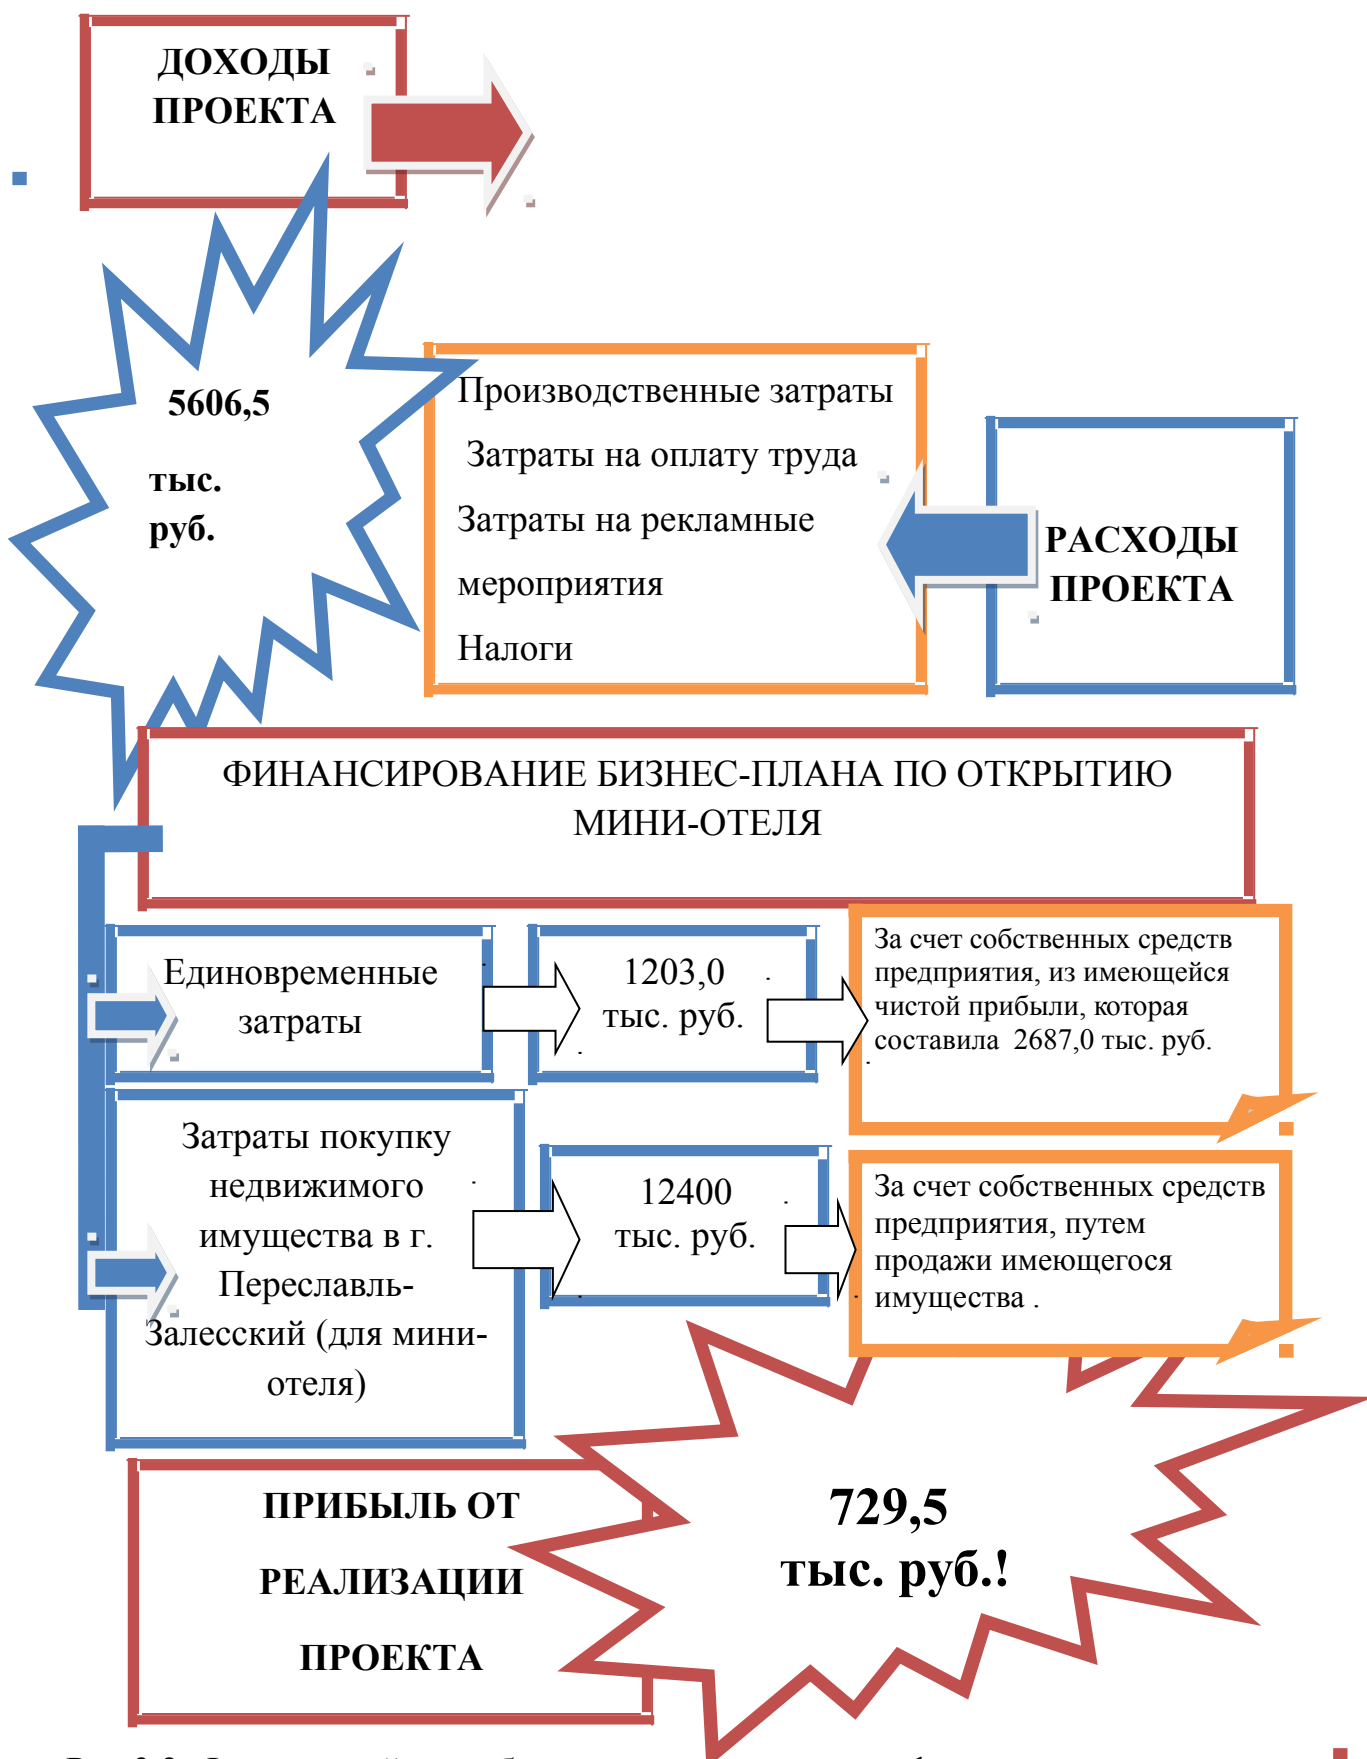 ДОХОДЫ
ПРОЕКТА
5606,5
тыс.
руб.
Производственные затраты
Затраты на оплату труда
Затраты на рекламные
мероприятия
Налоги
РАСХОДЫ
ПРОЕКТА
ФИНАНСИРОВАНИЕ БИЗНЕС-ПЛАНА ПО ОТКРЫТИЮ
МИНИ-ОТЕЛЯ
Единовременные
затраты
1203,0
тыс. руб.
За счет собственных средств
предприятия, из имеющейся
чистой прибыли, которая
составила 2687,0 тыс. руб.
Затраты покупку
недвижимого
имущества в г.
Переславль-
Залесский (для мини-
отеля)
12400
тыс. руб.
За счет собственных средств
предприятия, путем
продажи имеющегося
имущества .
ПРИБЫЛЬ ОТ
РЕАЛИЗАЦИИ
ПРОЕКТА
729,5
тыс. руб.!